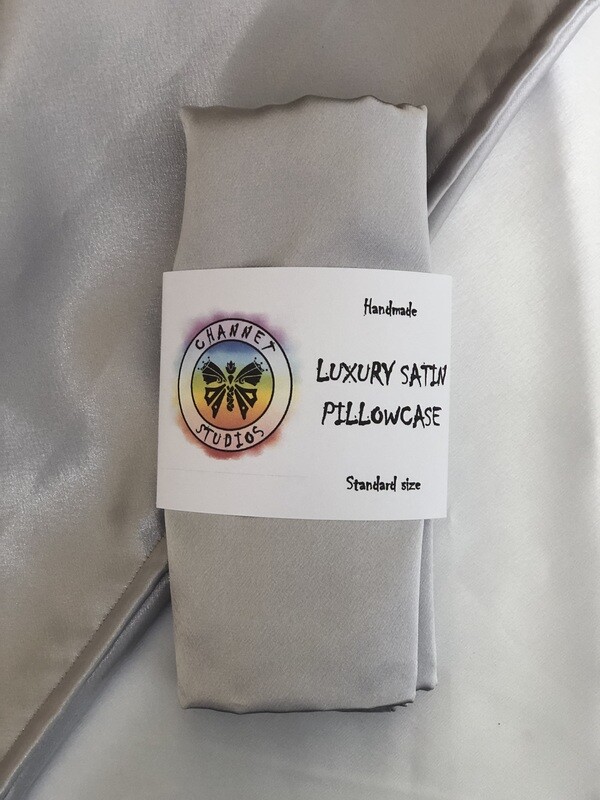 CHANNET
STUDIOS
Handmade
LUXURY SATIN
PILLOWCASE
Standard size